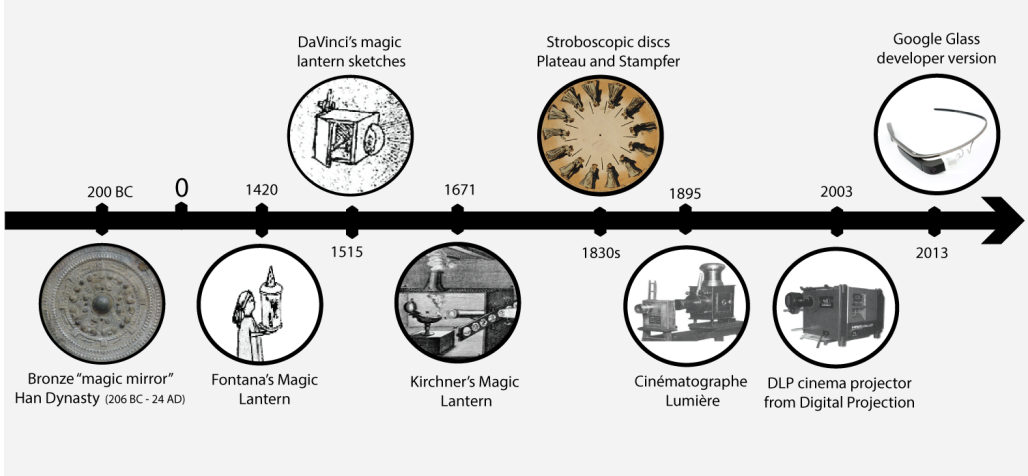 DaVinci's magic
lantern sketches
Stroboscopic discs
Plateau and Stampfer
Google Glass
developer version
200 BC
0
1420
1671
1895
2003
1515
1830s
2013
Bronze "magic mirror"
Han Dynasty (206 BC - 24 AD)
Fontana's Magic
Lantern
Kirchner's Magic
Lantern
Cinématographe
Lumière
DLP cinema projector
from Digital Projection